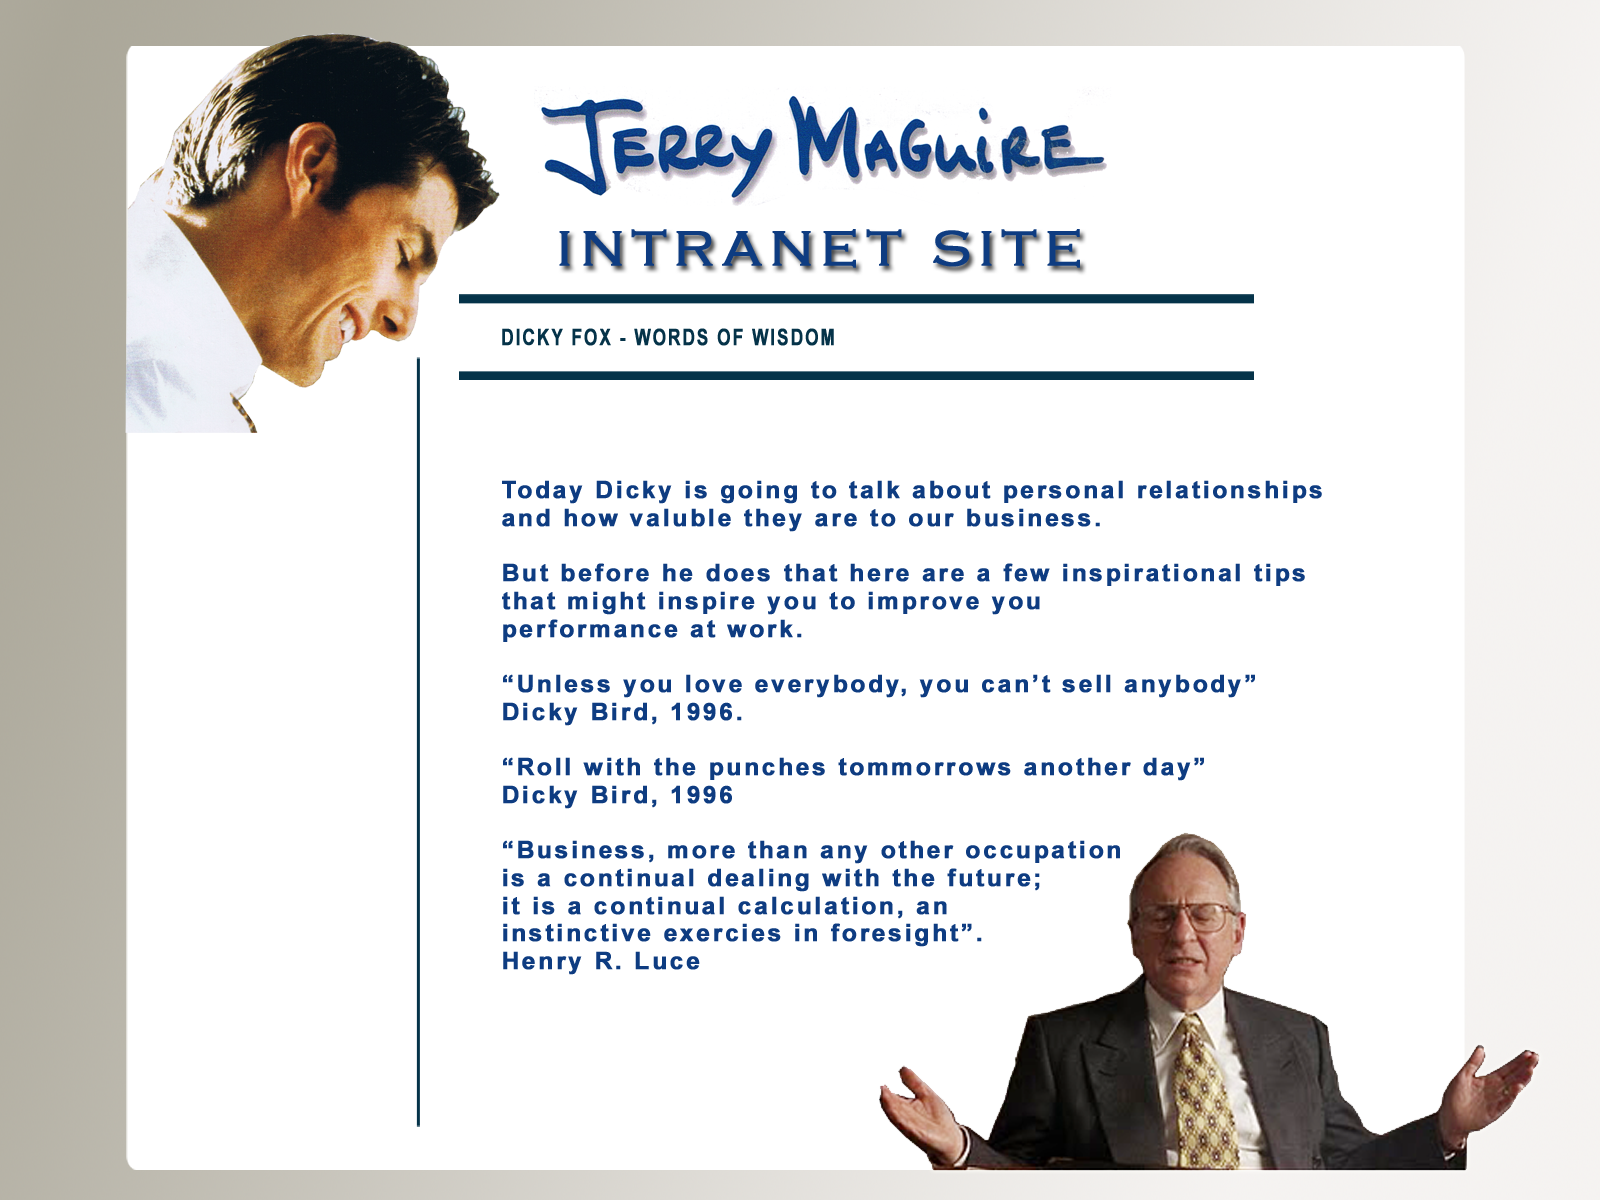 JERRY MAGUIRE
INTRANET SITE
DICKY FOX - WORDS OF WISDOM
Today Dicky is going to talk about personal relationships
and how valuble they are to our business.
But before he does that here are a few inspirational tips
that might inspire you to improve you
performance at work.
“Unless you love everybody, you can’t sell anybody”
Dicky Bird, 1996.
“Roll with the punches tommorrows another day”
Dicky Bird, 1996
“Business, more than any other occupation
is a continual dealing with the future;
it is a continual calculation, an
instinctive exercies in foresight”.
Henry R. Luce